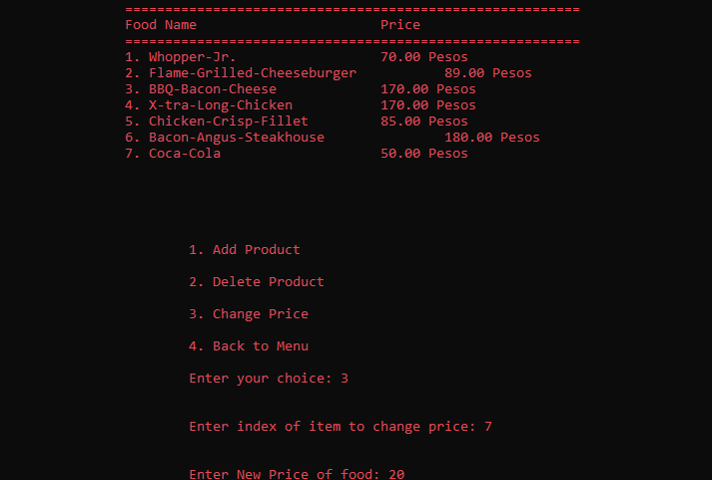 =========================================================
Food Name Price
=========================================================
1. Whopper-Jr. 70.00 Pesos
2. Flame-Grilled-Cheeseburger 89.00 Pesos
3. BBQ-Bacon-Cheese 170.00 Pesos
4. X-tra-Long-Chicken 170.00 Pesos
5. Chicken-Crisp-Fillet 85.00 Pesos
6. Bacon-Angus-Steakhouse 180.00 Pesos
7. Coca-Cola 50.00 Pesos
1. Add Product
2. Delete Product
3. Change Price
4. Back to Menu
Enter your choice: 3
Enter index of item to change price: 7
Enter New Price of food: 20